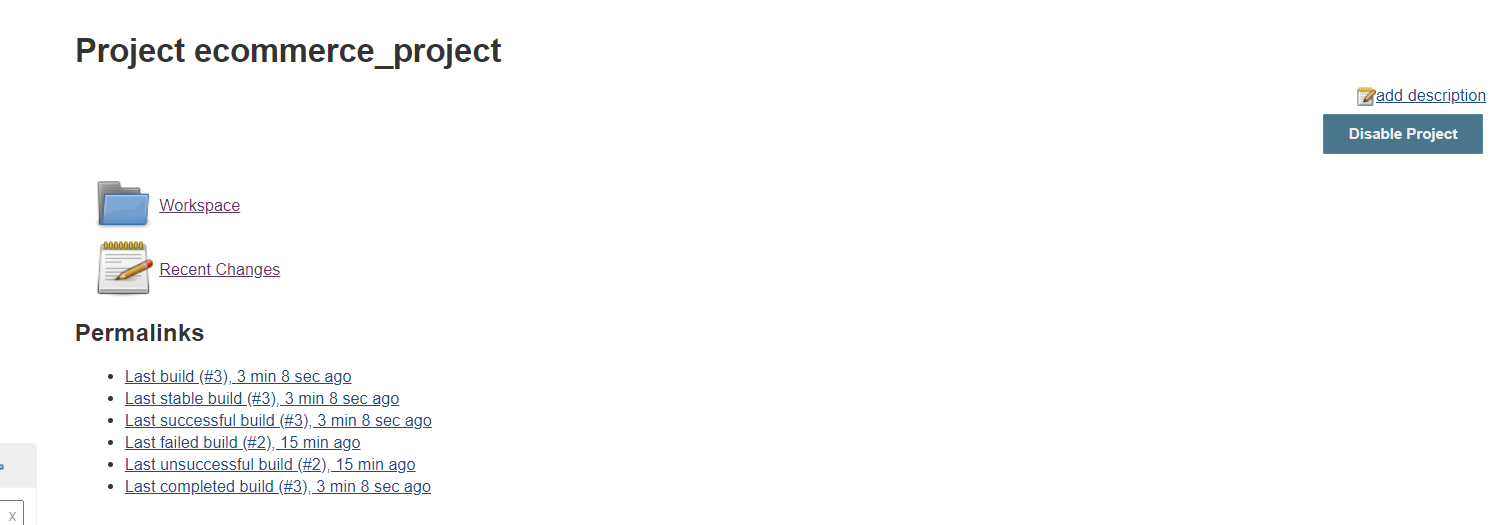 Project ecommerce_project
add description
Disable Project
Workspace
Recent Changes
Permalinks
Last build (#3), 3 min 8 sec ago
Last stable build (#3), 3 min 8 sec ago
Last successful build (#3), 3 min 8 sec ago
Last failed build (#2), 15 min ago
Last unsuccessful build (#2), 15 min ago
Last completed build (#3), 3 min 8 sec ago
x